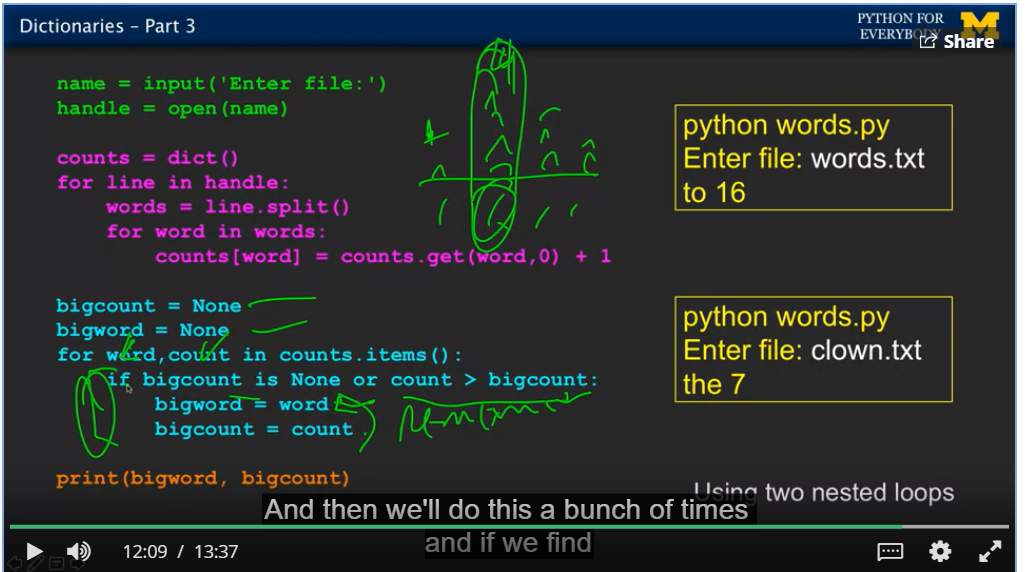 Dictionaries – Part 3
PYTHON FOR
EVERYBODY
Share
name = input('Enter file:')
handle = open(name)
counts = dict()
for line in handle:
words = line.split()
for word in words:
counts[word] = counts.get(word,0) + 1
bigcount = None
bigword = None
for word,count in counts.items():
if bigcount is None or count > bigcount:
bigword = word
bigcount = count
print(bigword, bigcount)
python words.py
Enter file: words.txt
to 16
python words.py
Enter file: clown.txt
the 7
Using two nested loops
And then we'll do this a bunch of times
and if we find
12:09 / 13:37